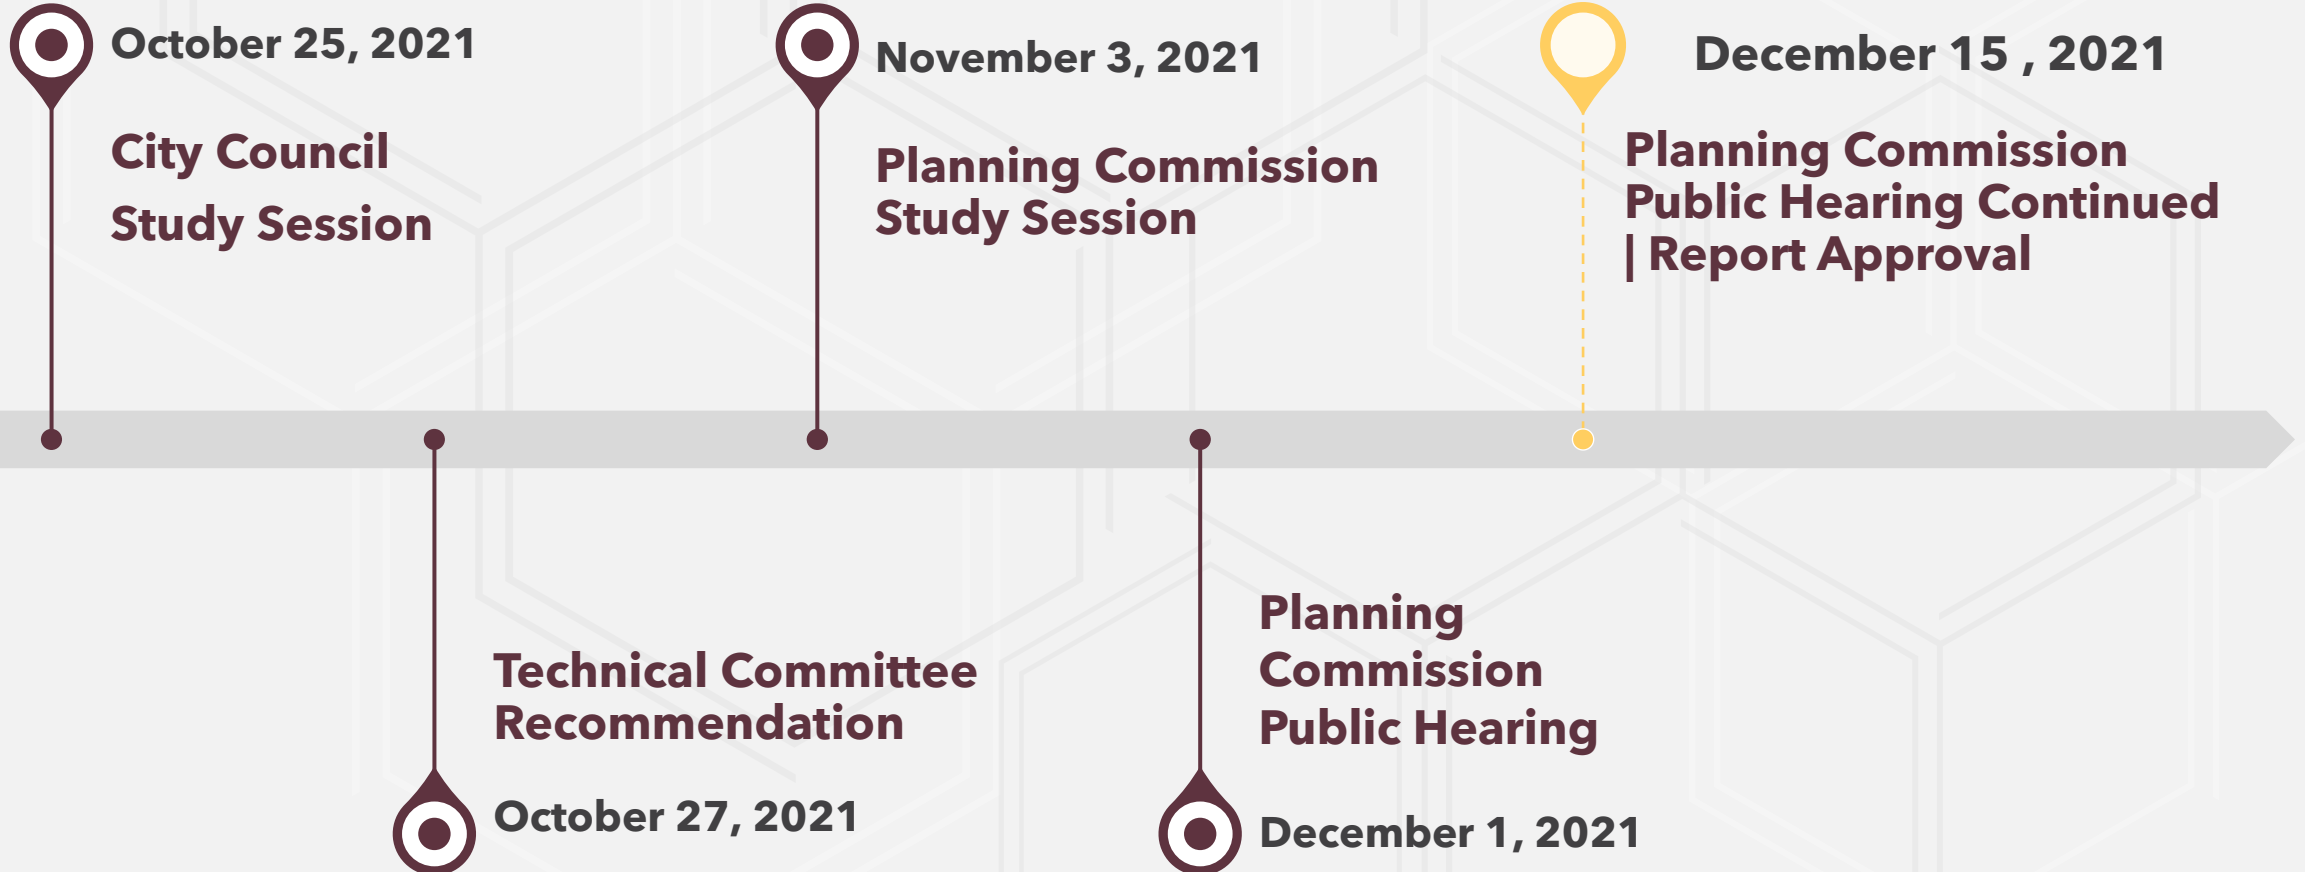 October 25, 2021
City Council
Study Session
Technical Committee
Recommendation
October 27, 2021
November 3, 2021
Planning Commission
Study Session
Planning
Commission
Public Hearing
December 1, 2021
December 15 , 2021
Planning Commission
Public Hearing Continued
| Report Approval